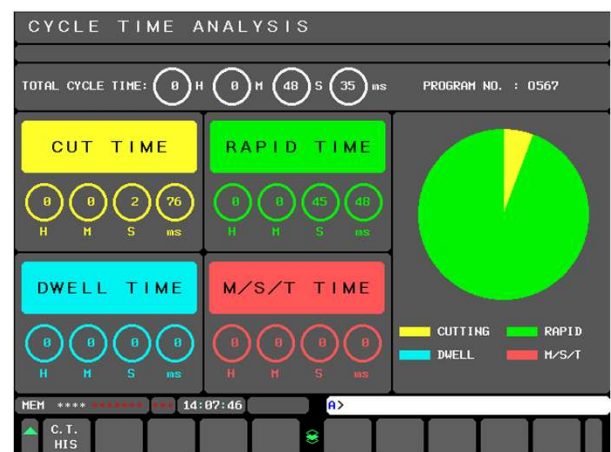 CYCLE TIME ANALYSIS
TOTAL CYCLE TIME: 0 H 0 M 48 S 35 ms PROGRAM NO. : 0567
CUT TIME
0 0 2 76
H M S ms
RAPID TIME
0 0 45 48
H M S ms
DWELL TIME
0 0 0 0
H M S ms
M/S/T TIME
0 0 0 0
H M S ms
CUTTING RAPID
DWELL M/S/T
MEM **** ******* *** 14:07:46 A>
C.T.
HIS